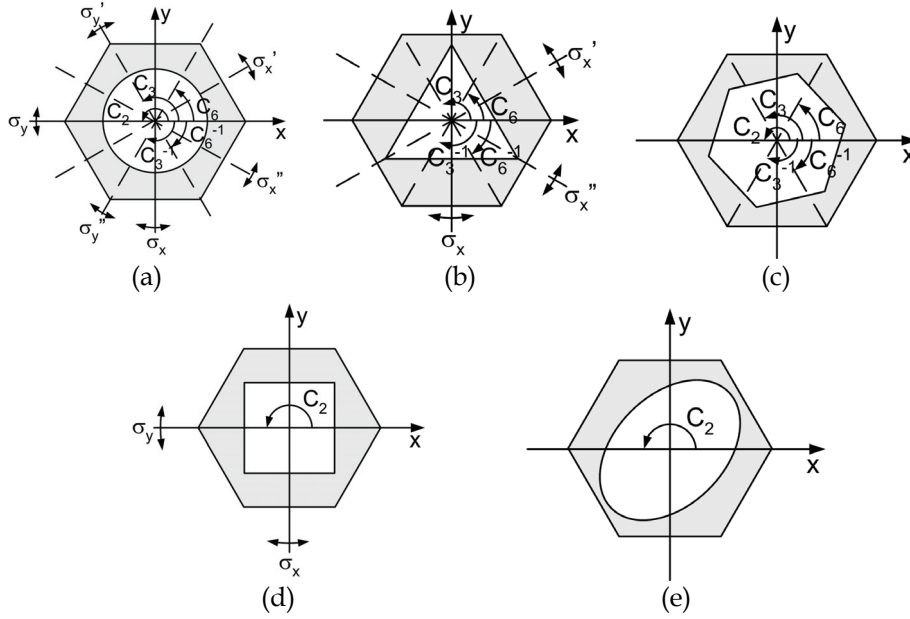 σy' y σx'
C3 C6
C2
σy x
C3-1 C6-1
σx''
σy'' σx
(a)
y σx'
C3 C6
x
C3-1 C6-1
σx''
σx
(b)
y
C3 C6
C2
x
C3-1 C6-1
(c)
y
C2
σy x
σx
(d)
y
C2
x
(e)